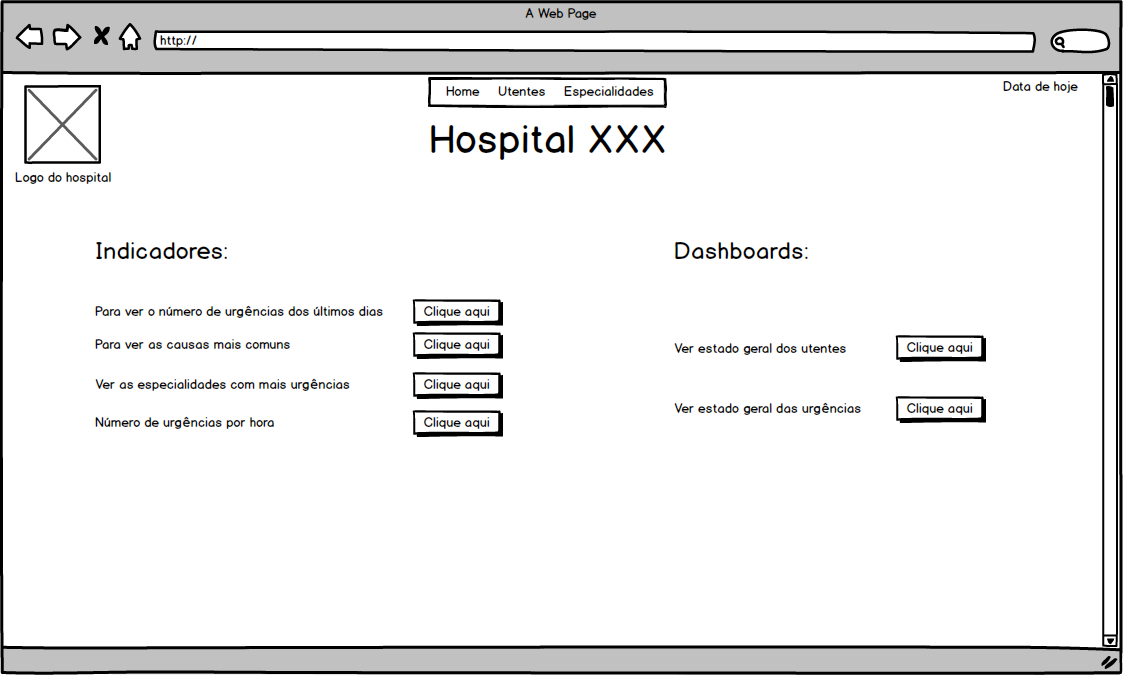 A Web Page
http://
Home Utentes Especialidades
Data de hoje
Hospital XXX
Logo do hospital
Indicadores:
Para ver o número de urgências dos últimos dias Clique aqui
Para ver as causas mais comuns Clique aqui
Ver as especialidades com mais urgências Clique aqui
Número de urgências por hora Clique aqui
Dashboards:
Ver estado geral dos utentes Clique aqui
Ver estado geral das urgências Clique aqui